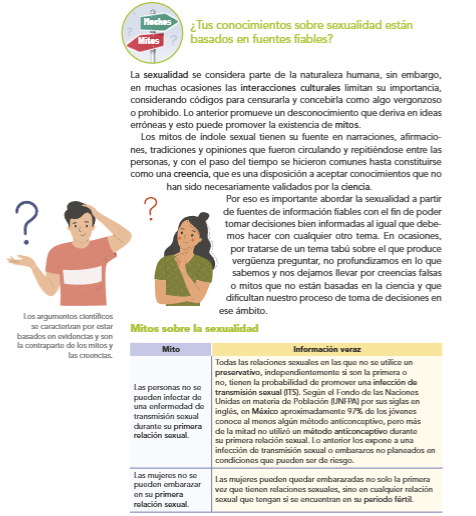 Hechos
Mitos
¿Tus conocimientos sobre sexualidad están
basados en fuentes fiables?
La sexualidad se considera parte de la naturaleza humana, sin embargo,
en muchas ocasiones las interacciones culturales limitan su importancia,
considerando códigos para censurarla y concebirla como algo vergonzoso
o prohibido. Lo anterior promueve un desconocimiento que deriva en ideas
erróneas y esto puede promover la existencia de mitos.
Los mitos de índole sexual tienen su fuente en narraciones, afirmacio-
nes, tradiciones y opiniones que fueron circulando y repitiéndose entre las
personas, y con el paso del tiempo se hicieron comunes hasta constituirse
como una creencia, que es una disposición a aceptar conocimientos que no
han sido necesariamente validados por la ciencia.
Por eso es importante abordar la sexualidad a partir
de fuentes de información fiables con el fin de poder
tomar decisiones bien informadas al igual que debe-
mos hacer con cualquier otro tema. En ocasiones,
por tratarse de un tema tabú sobre el que produce
vergüenza preguntar, no profundizamos en lo que
sabemos y nos dejamos llevar por creencias falsas
o mitos que no están basadas en la ciencia y que
dificultan nuestro proceso de toma de decisiones en
ese ámbito.
Los argumentos científicos
se caracterizan por estar
basados en evidencias y son
la contraparte de los mitos y
las creencias.
Mitos sobre la sexualidad
Mito
Información veraz
Las personas no se
pueden infectar de
una enfermedad de
transmisión sexual
durante su primera
relación sexual.
Todas las relaciones sexuales en las que no se utilice un
preservativo, independientemente si son la primera o
no, tienen la probabilidad de promover una infección de
transmisión sexual (ITS). Según el Fondo de las Naciones
Unidas en materia de Población (UNFPA) por sus siglas en
inglés, en México aproximadamente 97% de los jóvenes
conoce al menos algún método anticonceptivo, pero más
de la mitad no utilizó un método anticonceptivo durante
su primera relación sexual. Lo anterior los expone a una
infección de transmisión sexual o embarazos no planeados en
condiciones que pueden ser de riesgo.
Las mujeres no se
pueden embarazar
en su primera
relación sexual.
Las mujeres pueden quedar embarazadas no solo la primera
vez que tienen relaciones sexuales, sino en cualquier relación
sexual que tengan si se encuentran en su periodo fértil.